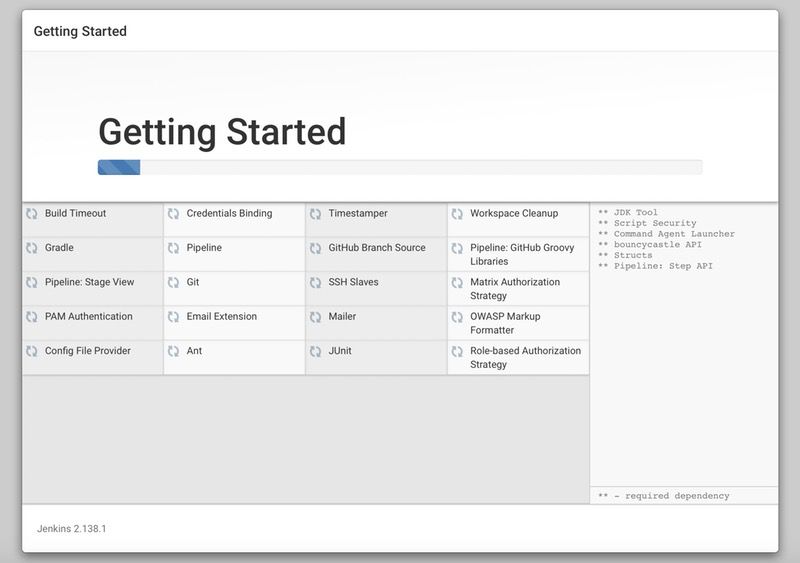 Getting Started
Getting Started
Build Timeout
Credentials Binding
Timestamper
Workspace Cleanup
Gradle
Pipeline
GitHub Branch Source
Pipeline: GitHub Groovy
Libraries
Pipeline: Stage View
Git
SSH Slaves
Matrix Authorization
Strategy
PAM Authentication
Email Extension
Mailer
OWASP Markup
Formatter
Config File Provider
Ant
JUnit
Role-based Authorization
Strategy
** JDK Tool
** Script Security
** Command Agent Launcher
** bouncycastle API
** Structs
** Pipeline: Step API
** - required dependency
Jenkins 2.138.1